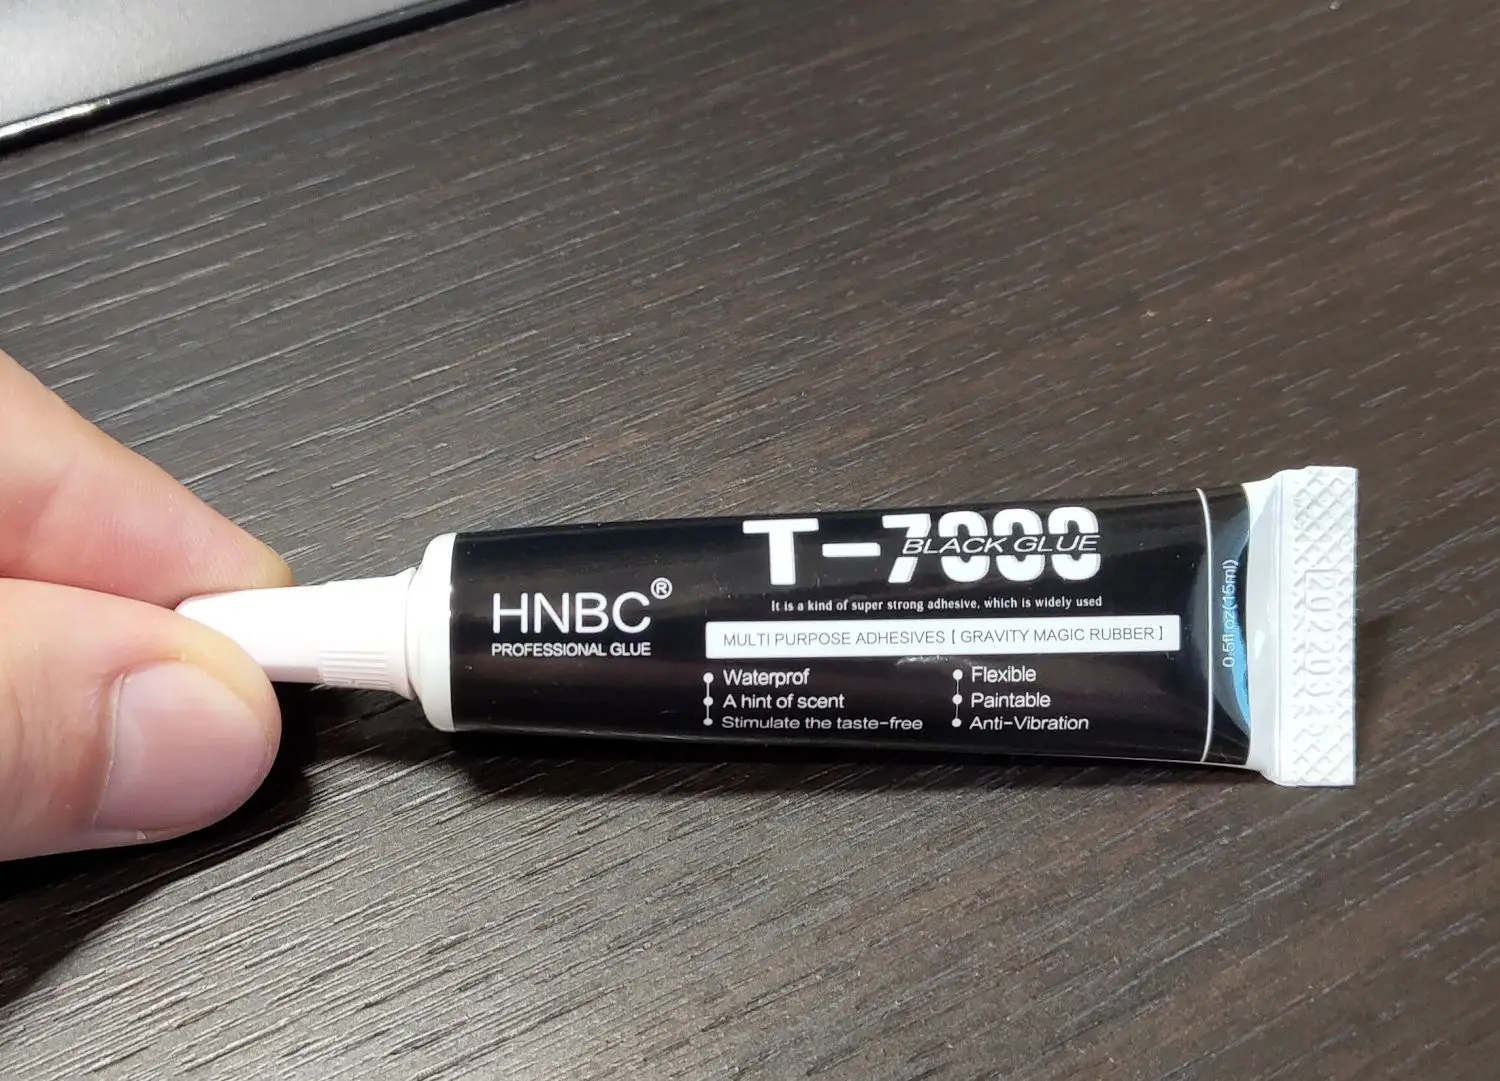 HNBC®
PROFESSIONAL GLUE
T-7000
BLACK GLUE
It is a kind of super strong adhesive, which is widely used
MULTI PURPOSE ADHESIVES [ GRAVITY MAGIC RUBBER ]
Waterprof
A hint of scent
Stimulate the taste-free
Flexible
Paintable
Anti-Vibration
0.5fl oz(15ml)